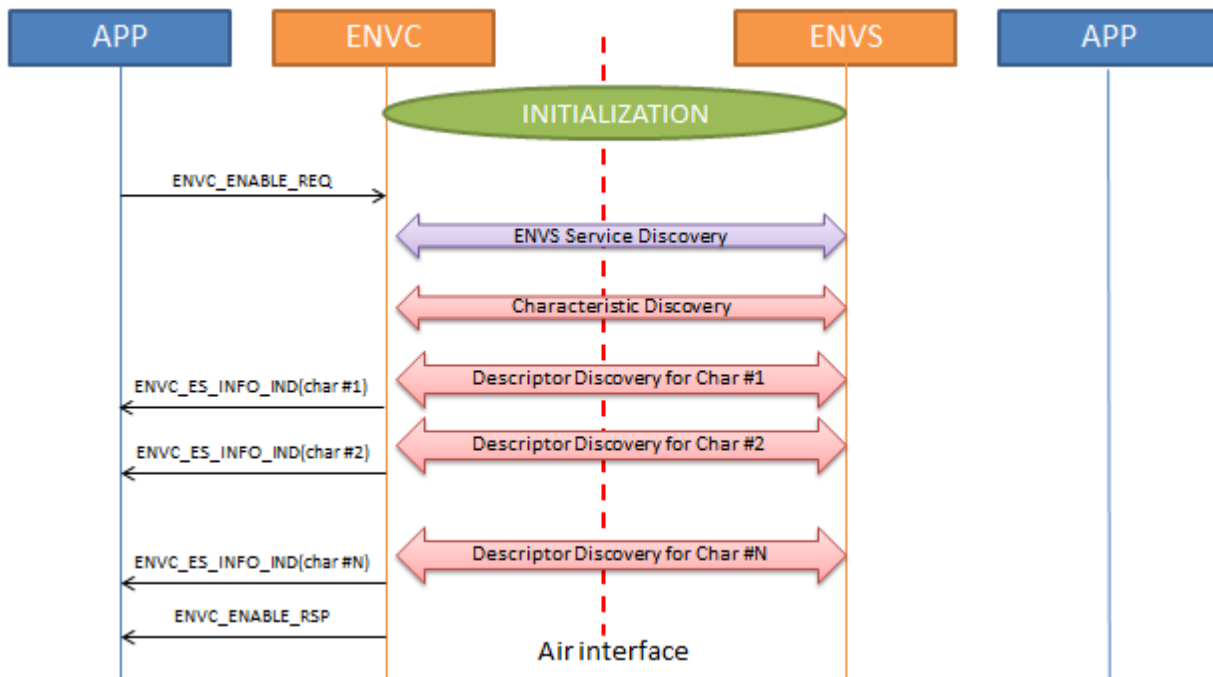 APP
ENVC
ENVS
APP
INITIALIZATION
ENVC_ENABLE_REQ
ENVS Service Discovery
Characteristic Discovery
Descriptor Discovery for Char #1
ENVC_ES_INFO_IND(char #1)
Descriptor Discovery for Char #2
ENVC_ES_INFO_IND(char #2)
Descriptor Discovery for Char #N
ENVC_ES_INFO_IND(char #N)
ENVC_ENABLE_RSP
Air interface